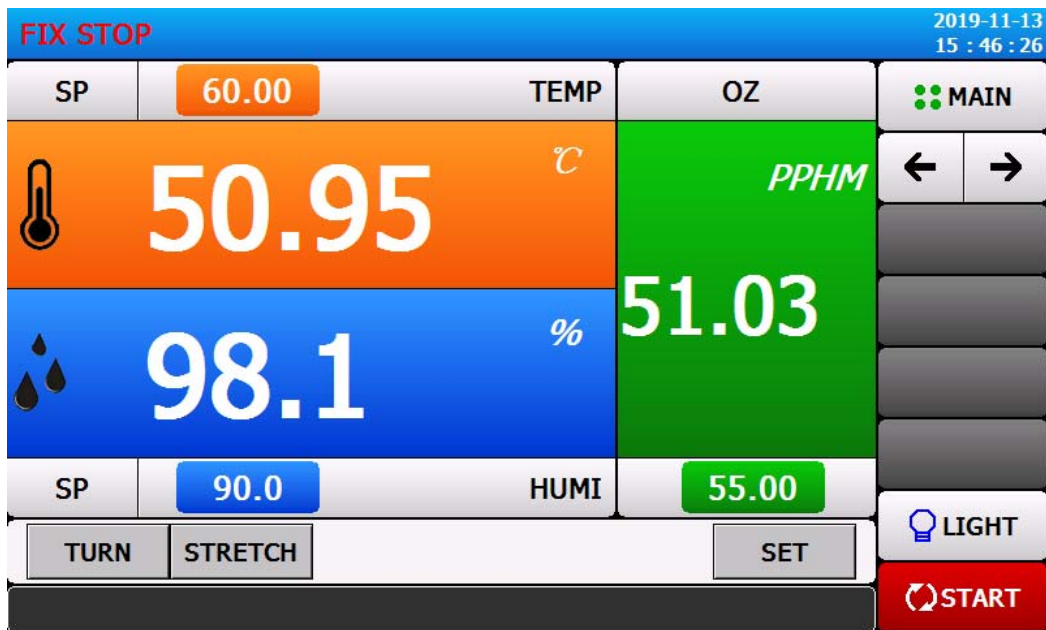 FIX STOP
2019-11-13
15 : 46 : 26
SP 60.00 TEMP OZ
MAIN
50.95 ℃
PPHM
← →
51.03
98.1 %
SP 90.0 HUMI 55.00
LIGHT
TURN STRETCH SET
START